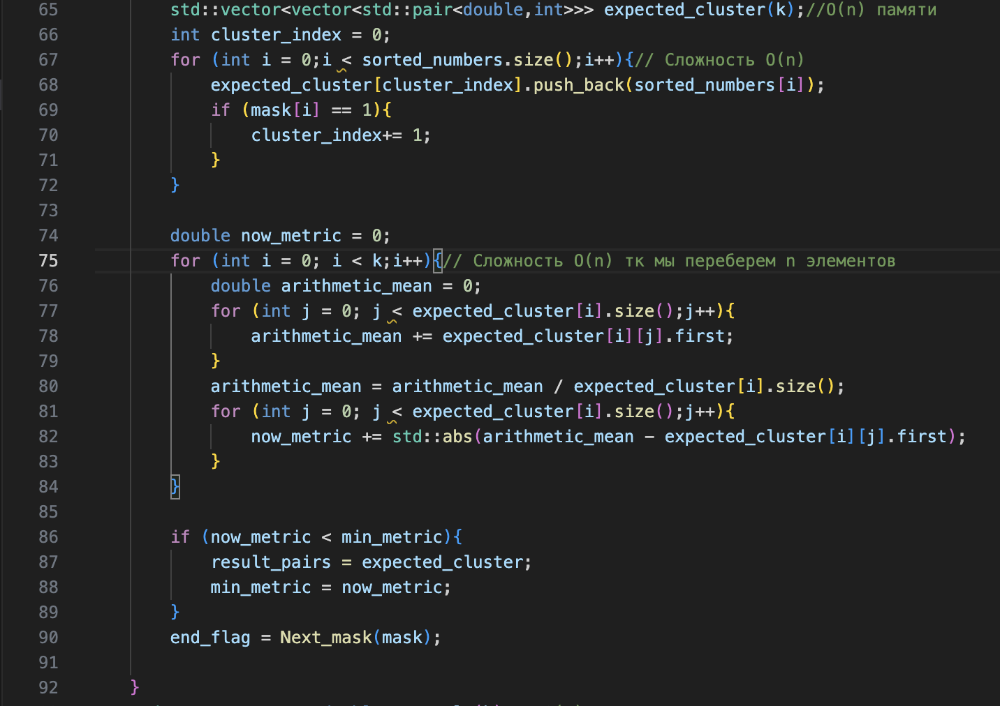 65 std::vector<vector<std::pair<double,int>>> expected_cluster(k);//O(n) памяти
66 int cluster_index = 0;
67 for (int i = 0;i < sorted_numbers.size();i++){// Сложность O(n)
68 expected_cluster[cluster_index].push_back(sorted_numbers[i]);
69 if (mask[i] == 1){
70 cluster_index+= 1;
71 }
72 }
73
74 double now_metric = 0;
75 for (int i = 0; i < k;i++){// Сложность O(n) тк мы переберем n элементов
76 double arithmetic_mean = 0;
77 for (int j = 0; j < expected_cluster[i].size();j++){
78 arithmetic_mean += expected_cluster[i][j].first;
79 }
80 arithmetic_mean = arithmetic_mean / expected_cluster[i].size();
81 for (int j = 0; j < expected_cluster[i].size();j++){
82 now_metric += std::abs(arithmetic_mean - expected_cluster[i][j].first);
83 }
84 }
85
86 if (now_metric < min_metric){
87 result_pairs = expected_cluster;
88 min_metric = now_metric;
89 }
90 end_flag = Next_mask(mask);
91
92 }